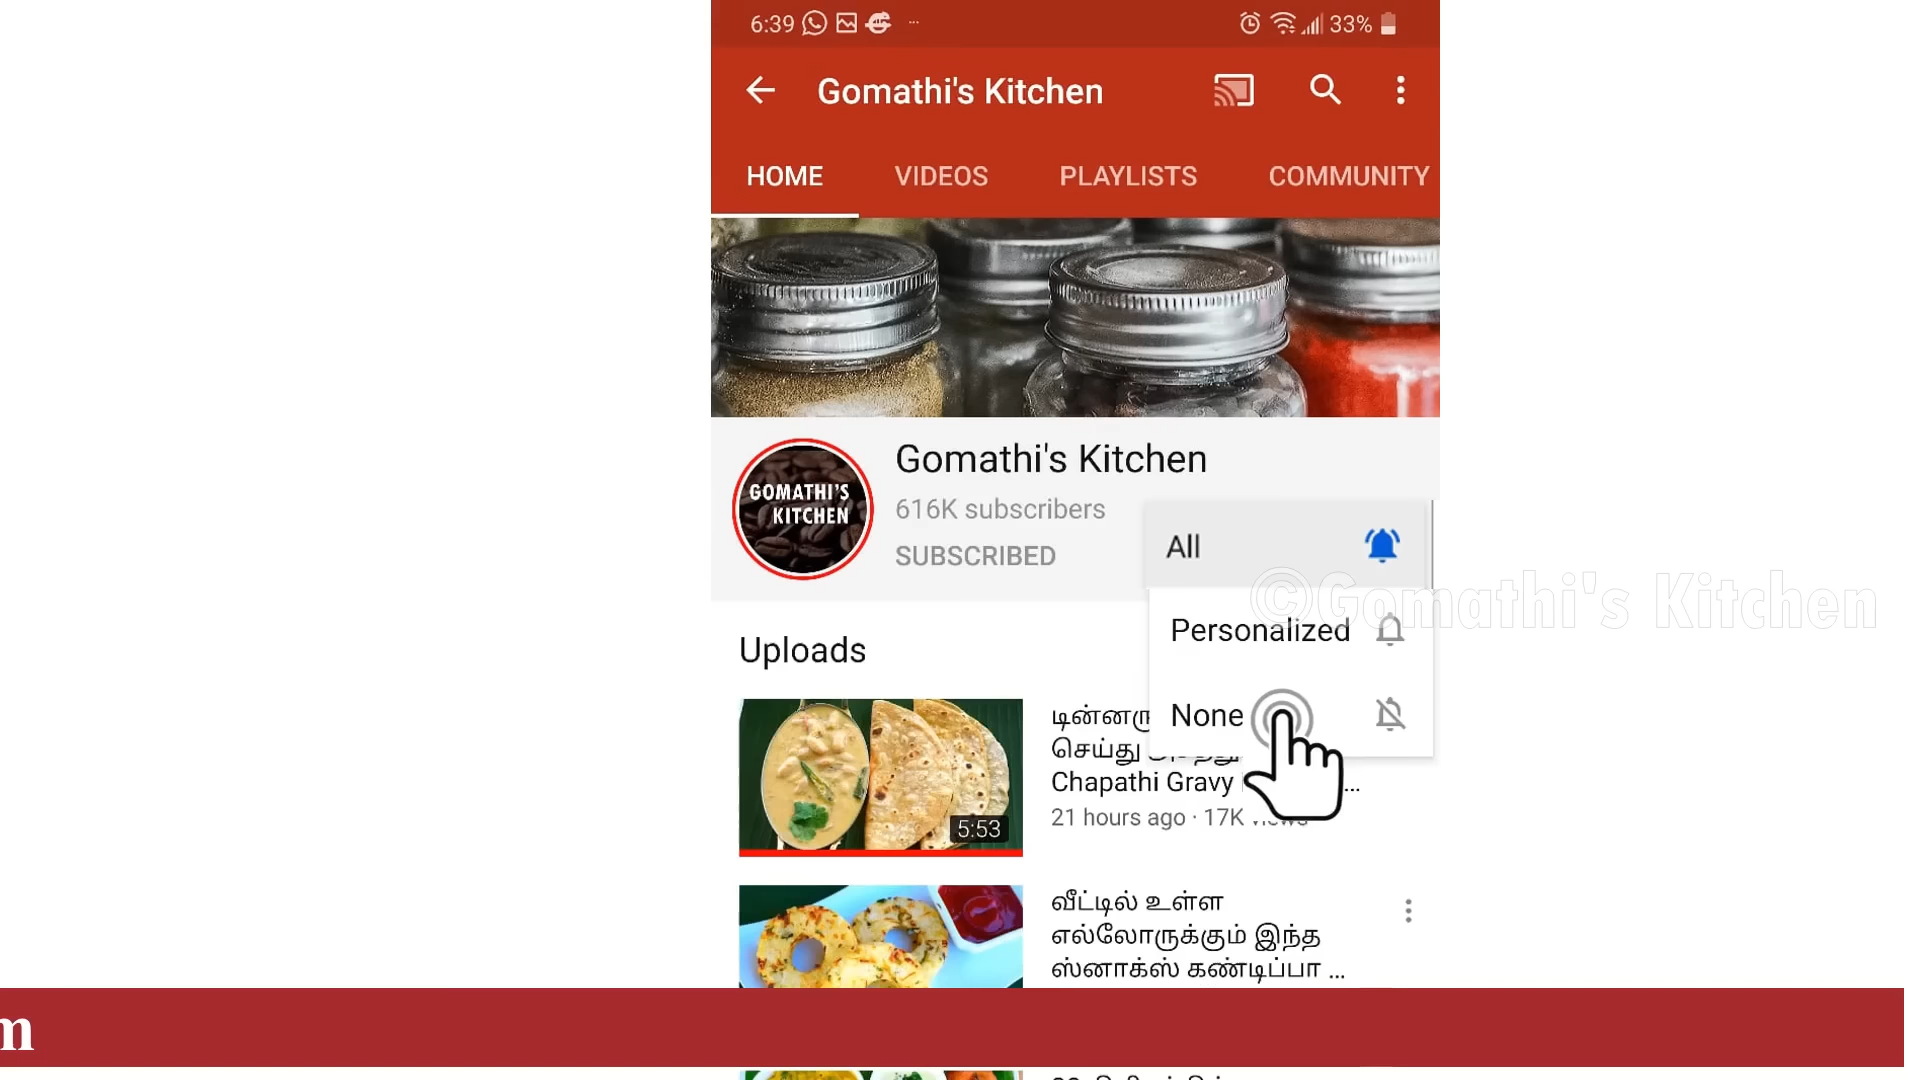 6:39
33%
Gomathi's Kitchen
HOME
VIDEOS
PLAYLISTS
COMMUNITY
GOMATHI'S
KITCHEN
Gomathi's Kitchen
616K subscribers
SUBSCRIBED
All
Personalized
None
©Gomathi's Kitchen
Uploads
5:53
செய்து
Chapathi Gravy
...
21 hours ago · 17K views
வீட்டில் உள்ள
எல்லோருக்கும் இந்த
ஸ்னாக்ஸ் கண்டிப்பா ...
m